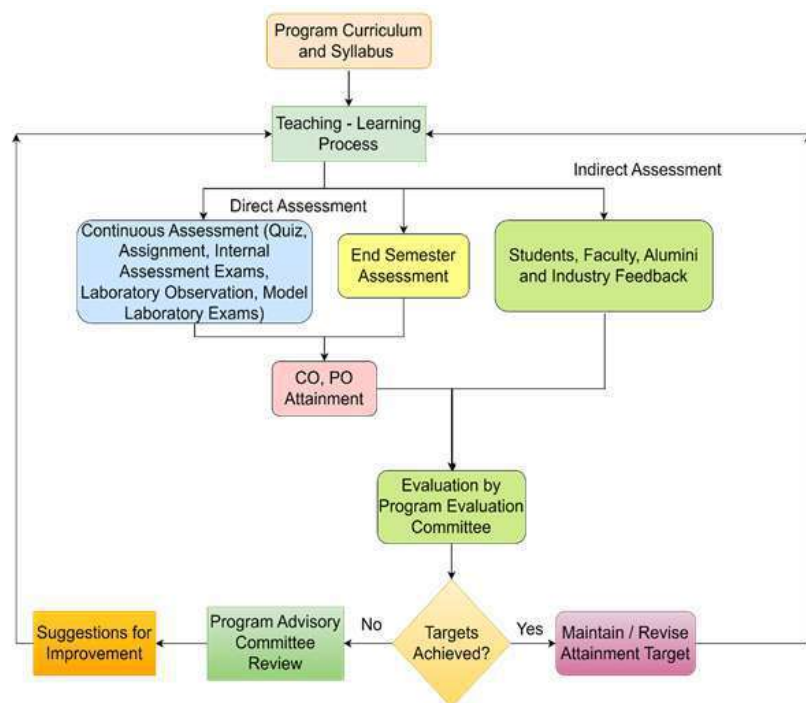 Program Curriculum
and Syllabus
Teaching - Learning
Process
Indirect Assessment
Direct Assessment
Continuous Assessment (Quiz,
Assignment, Internal
Assessment Exams,
Laboratory Observation, Model
Laboratory Exams)
End Semester
Assessment
Students, Faculty, Alumini
and Industry Feedback
CO, PO
Attainment
Evaluation by
Program Evaluation
Committee
Suggestions for
Improvement
Program Advisory
Committee
Review
No
Targets
Achieved?
Yes
Maintain / Revise
Attainment Target